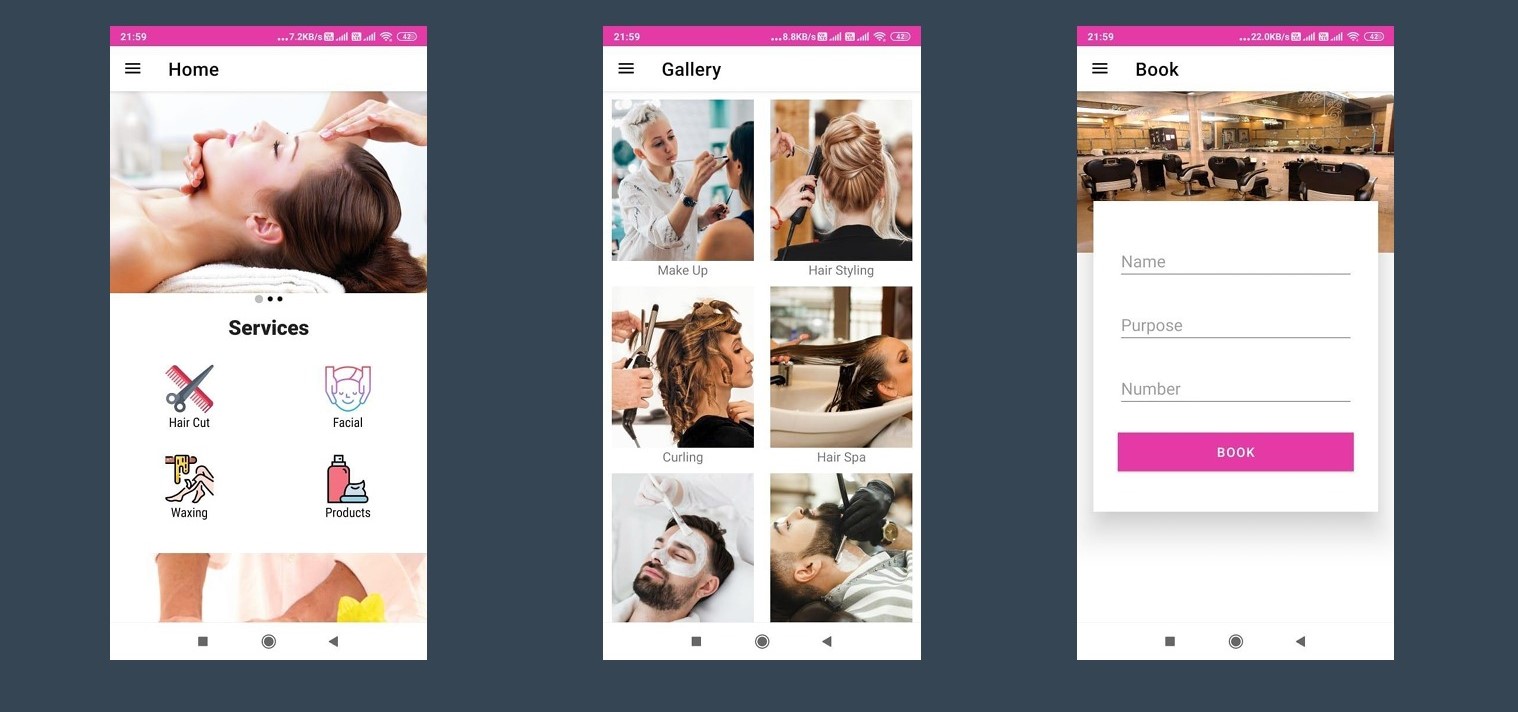 21:59
...7.2KB/s
42
Home
Services
Hair Cut
Facial
Waxing
Products
21:59
...8.8KB/s
42
Gallery
Make Up
Hair Styling
Curling
Hair Spa
21:59
...22.0KB/s
42
Book
Name
Purpose
Number
BOOK